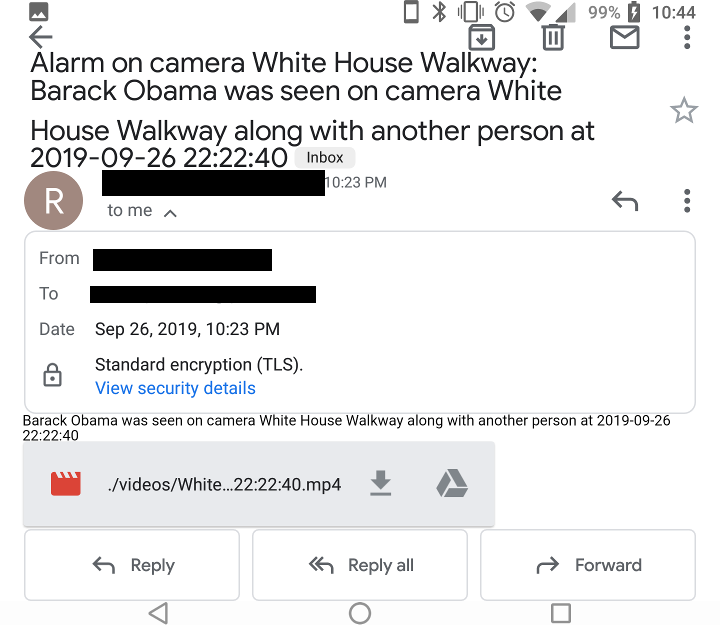 99% 10:44
Alarm on camera White House Walkway:
Barack Obama was seen on camera White
House Walkway along with another person at
2019-09-26 22:22:40 Inbox
R
10:23 PM
to me
From
To
Date Sep 26, 2019, 10:23 PM
Standard encryption (TLS).
View security details
Barack Obama was seen on camera White House Walkway along with another person at 2019-09-26
22:22:40
./videos/White...22:22:40.mp4
Reply Reply all Forward